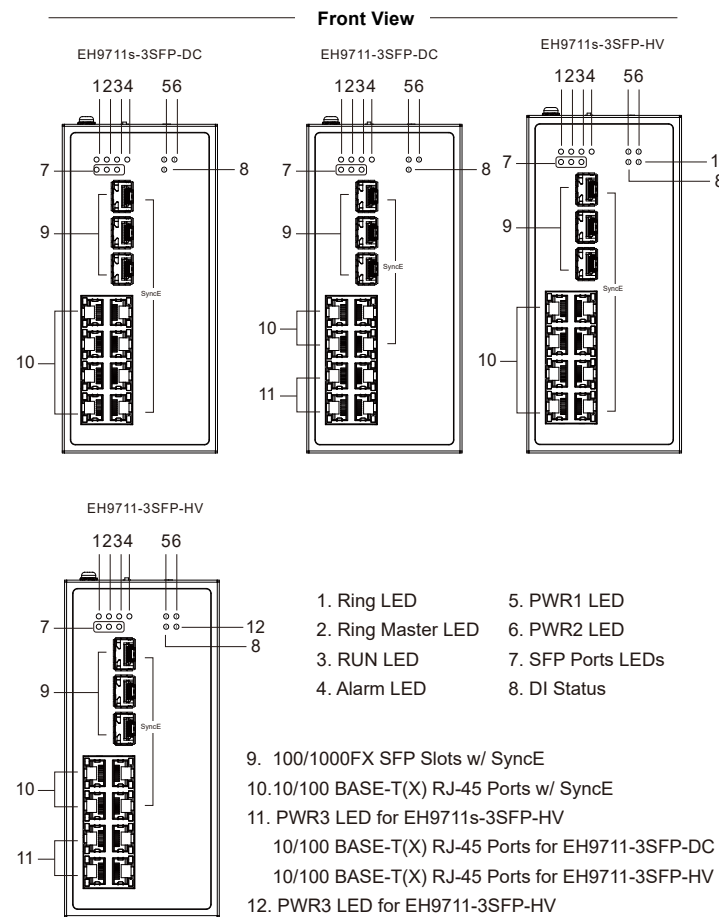 Front View
EH9711s-3SFP-DC
1234 56
7
8
9
SyncE
10
EH9711-3SFP-DC
1234 56
7
8
9
SyncE
10
11
EH9711s-3SFP-HV
1234 56
7
9
SyncE
10
EH9711-3SFP-HV
1234 56
7
12
8
9
SyncE
10
11
1. Ring LED
2. Ring Master LED
3. RUN LED
4. Alarm LED
5. PWR1 LED
6. PWR2 LED
7. SFP Ports LEDs
8. DI Status
9. 100/1000FX SFP Slots w/ SyncE
10.10/100 BASE-T(X) RJ-45 Ports w/ SyncE
11. PWR3 LED for EH9711s-3SFP-HV
10/100 BASE-T(X) RJ-45 Ports for EH9711-3SFP-DC
10/100 BASE-T(X) RJ-45 Ports for EH9711-3SFP-HV
12. PWR3 LED for EH9711-3SFP-HV